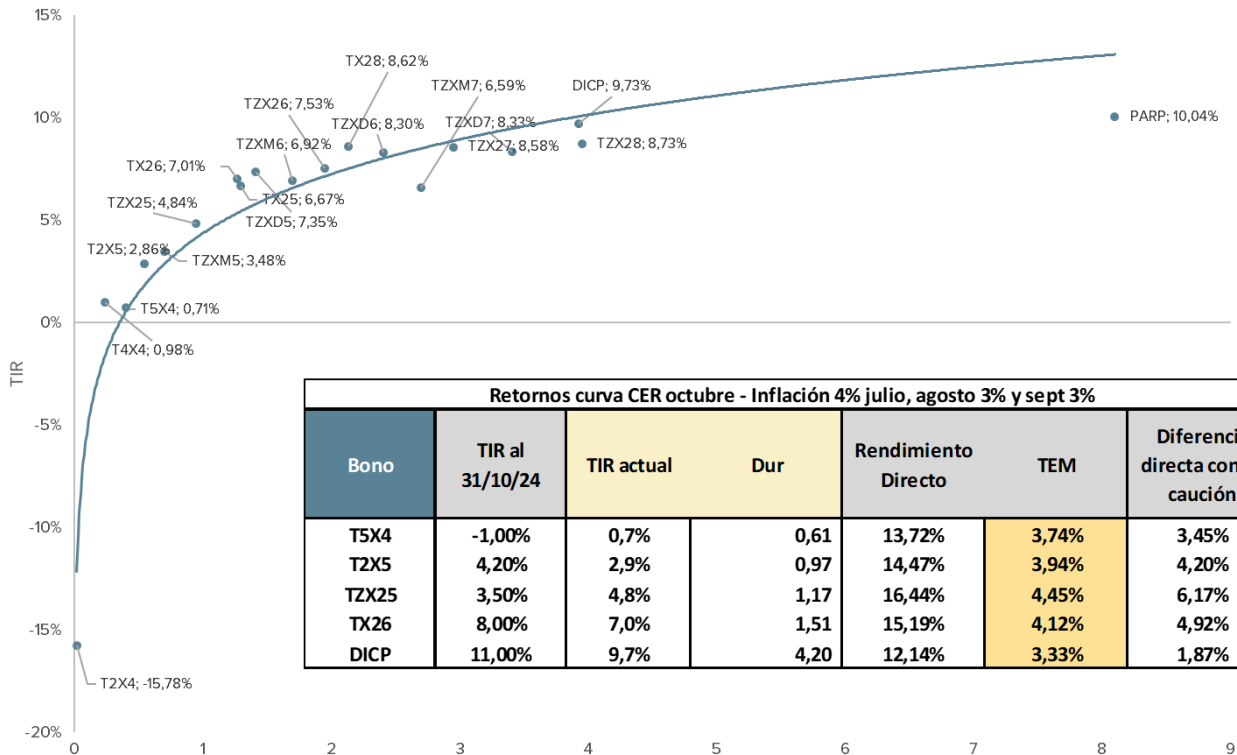 15%
10%
5%
0%
-5%
-10%
-15%
-20%
TIR
0 1 2 3 4 5 6 7 8 9
TX28; 8,62%
TZXM7; 6,59%
DICP; 9,73%
TZX26; 7,53%
TZXD6; 8,30%
TZXD7; 8,33%
PARP; 10,04%
TZXM6; 6,92%
TZX27; 8,58%
TZX28; 8,73%
TX26; 7,01%
TX25; 6,67%
TZX25; 4,84%
TZXD5; 7,35%
T2X5; 2,86%
TZXM5; 3,48%
T5X4; 0,71%
T4X4; 0,98%
T2X4; -15,78%
Retornos curva CER octubre - Inflación 4% julio, agosto 3% y sept 3%
Bono
TIR al
31/10/24
TIR actual
Dur
Rendimiento
Directo
TEM
Diferenci
directa con
caución
T5X4 -1,00% 0,7% 0,61 13,72% 3,74% 3,45%
T2X5 4,20% 2,9% 0,97 14,47% 3,94% 4,20%
TZX25 3,50% 4,8% 1,17 16,44% 4,45% 6,17%
TX26 8,00% 7,0% 1,51 15,19% 4,12% 4,92%
DICP 11,00% 9,7% 4,20 12,14% 3,33% 1,87%